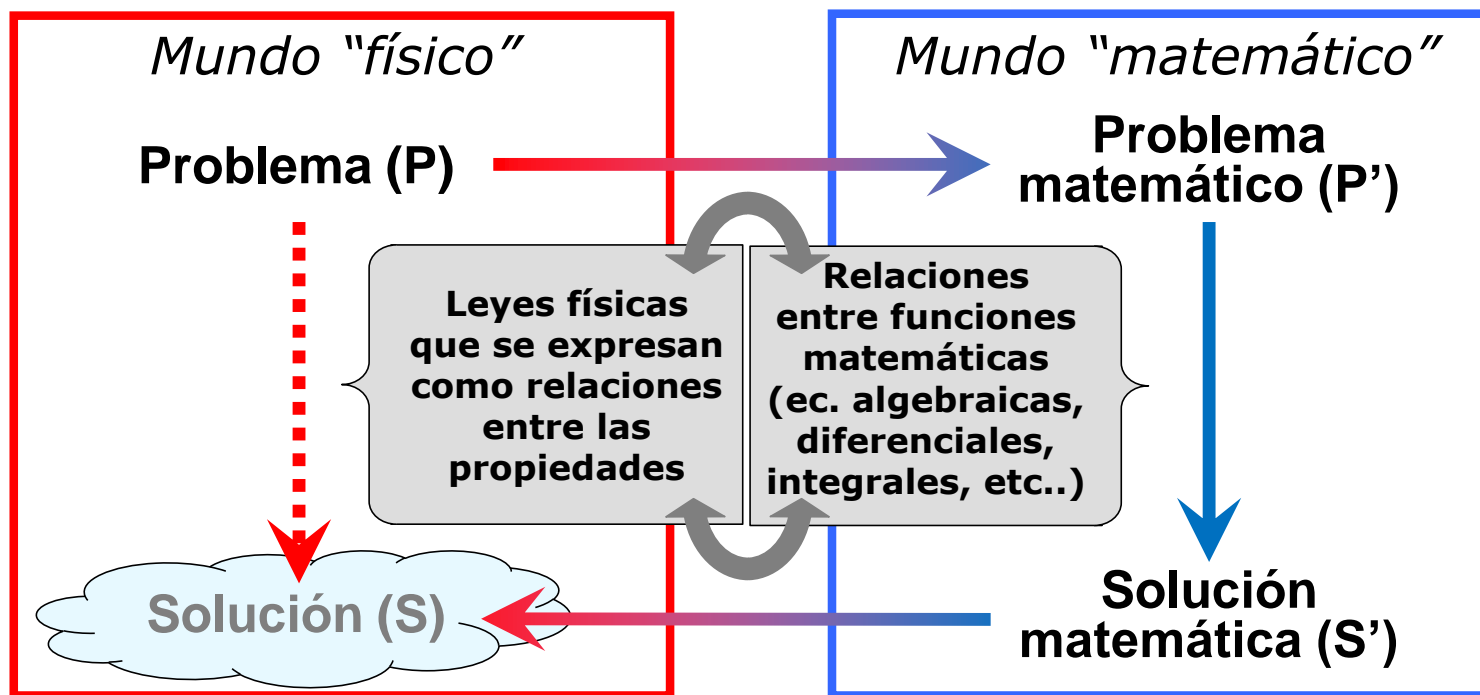 Mundo “físico”
Mundo “matemático”
Problema (P)
Problema
matemático (P’)
Leyes físicas
que se expresan
como relaciones
entre las
propiedades
Relaciones
entre funciones
matemáticas
(ec. algebraicas,
diferenciales,
integrales, etc..)
Solución (S)
Solución
matemática (S’)